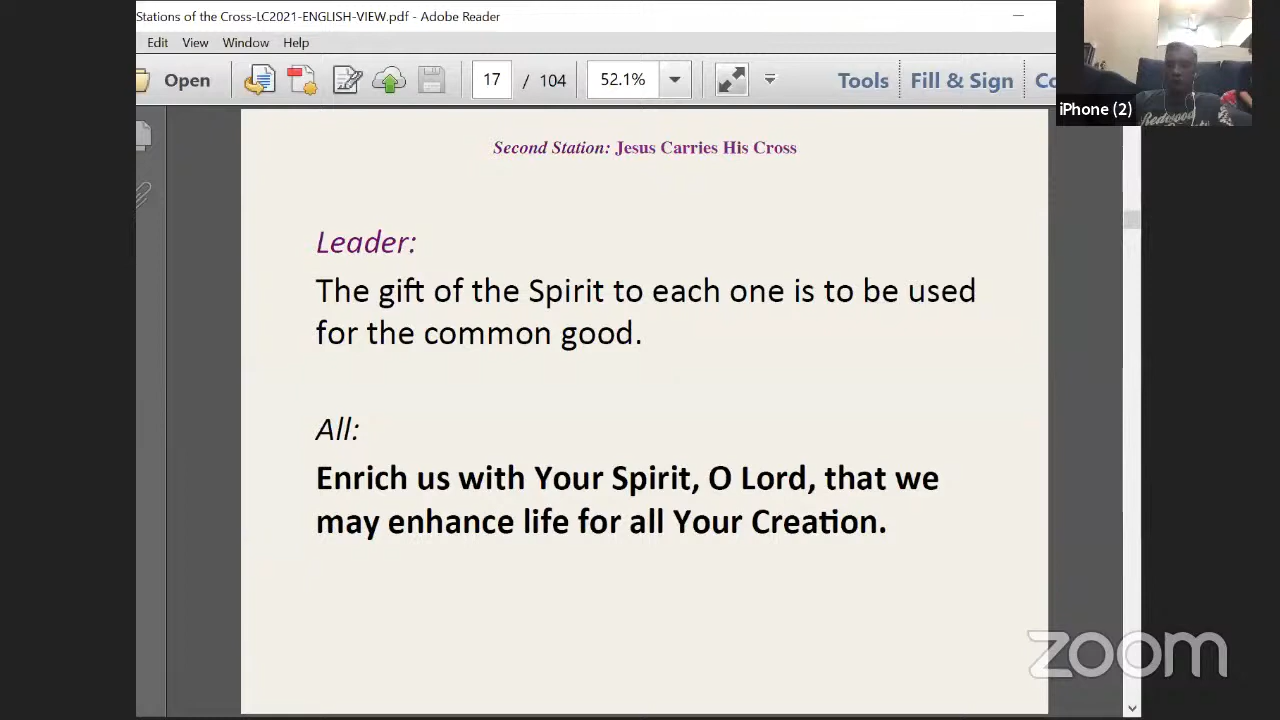 Stations of the Cross-LC2021-ENGLISH-VIEW.pdf - Adobe Reader
Edit View Window Help
Open 17 / 104 52.1% Tools Fill & Sign Co
iPhone (2)
Second Station: Jesus Carries His Cross
Leader:
The gift of the Spirit to each one is to be used
for the common good.
All:
Enrich us with Your Spirit, O Lord, that we
may enhance life for all Your Creation.
zoom